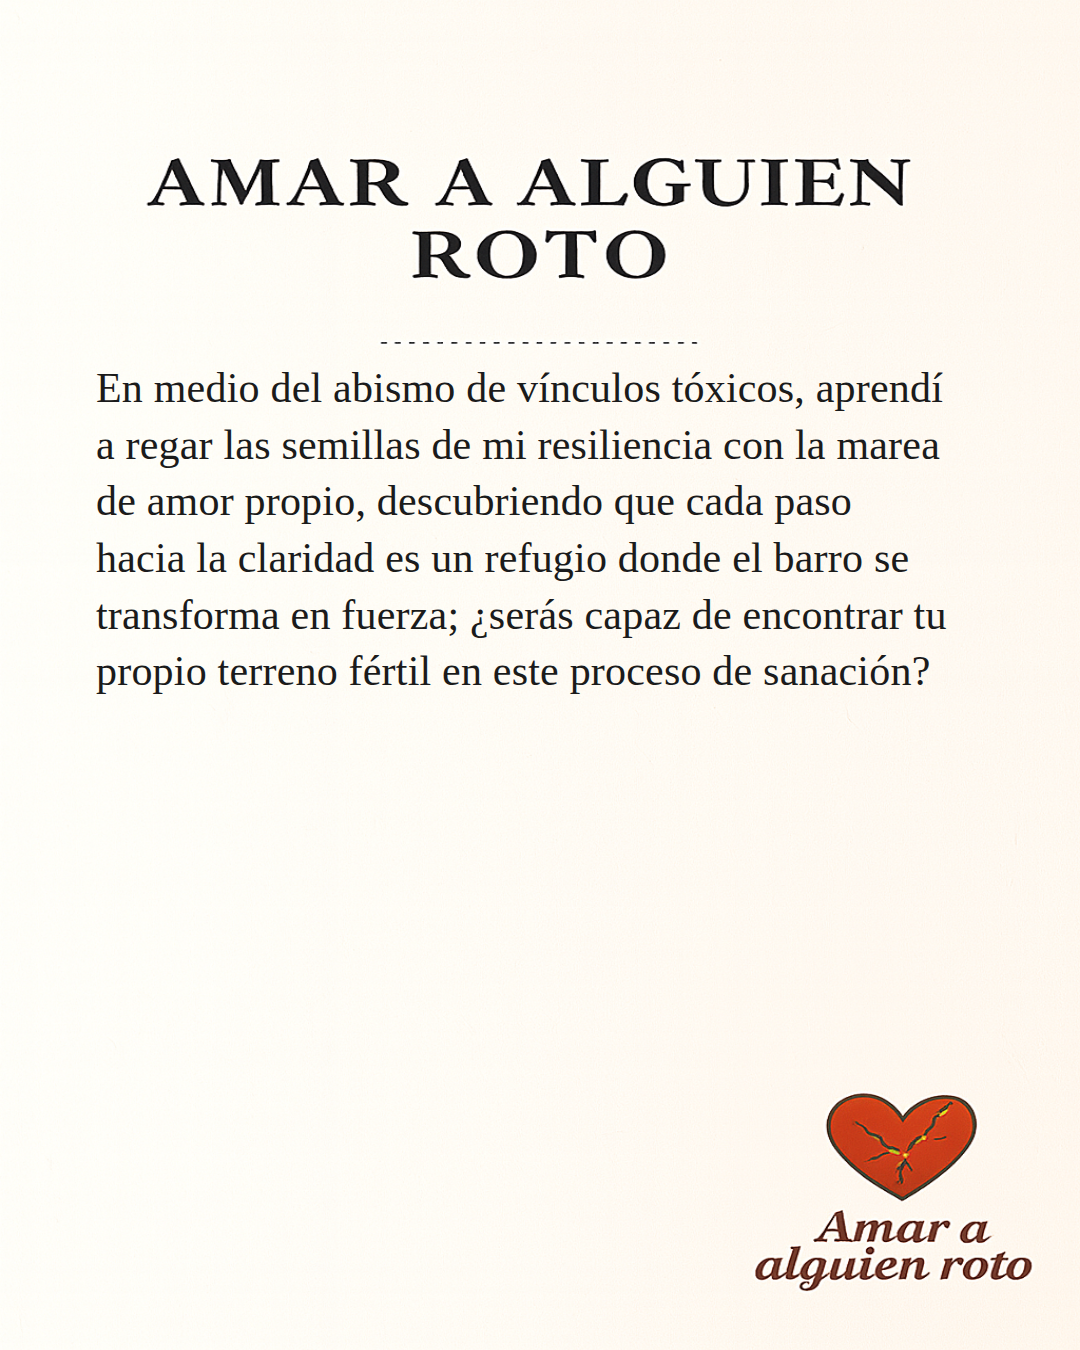 AMAR A ALGUIEN
ROTO
-----------------------
En medio del abismo de vínculos tóxicos, aprendí
a regar las semillas de mi resiliencia con la marea
de amor propio, descubriendo que cada paso
hacia la claridad es un refugio donde el barro se
transforma en fuerza; ¿serás capaz de encontrar tu
propio terreno fértil en este proceso de sanación?
Amar a
alguien roto